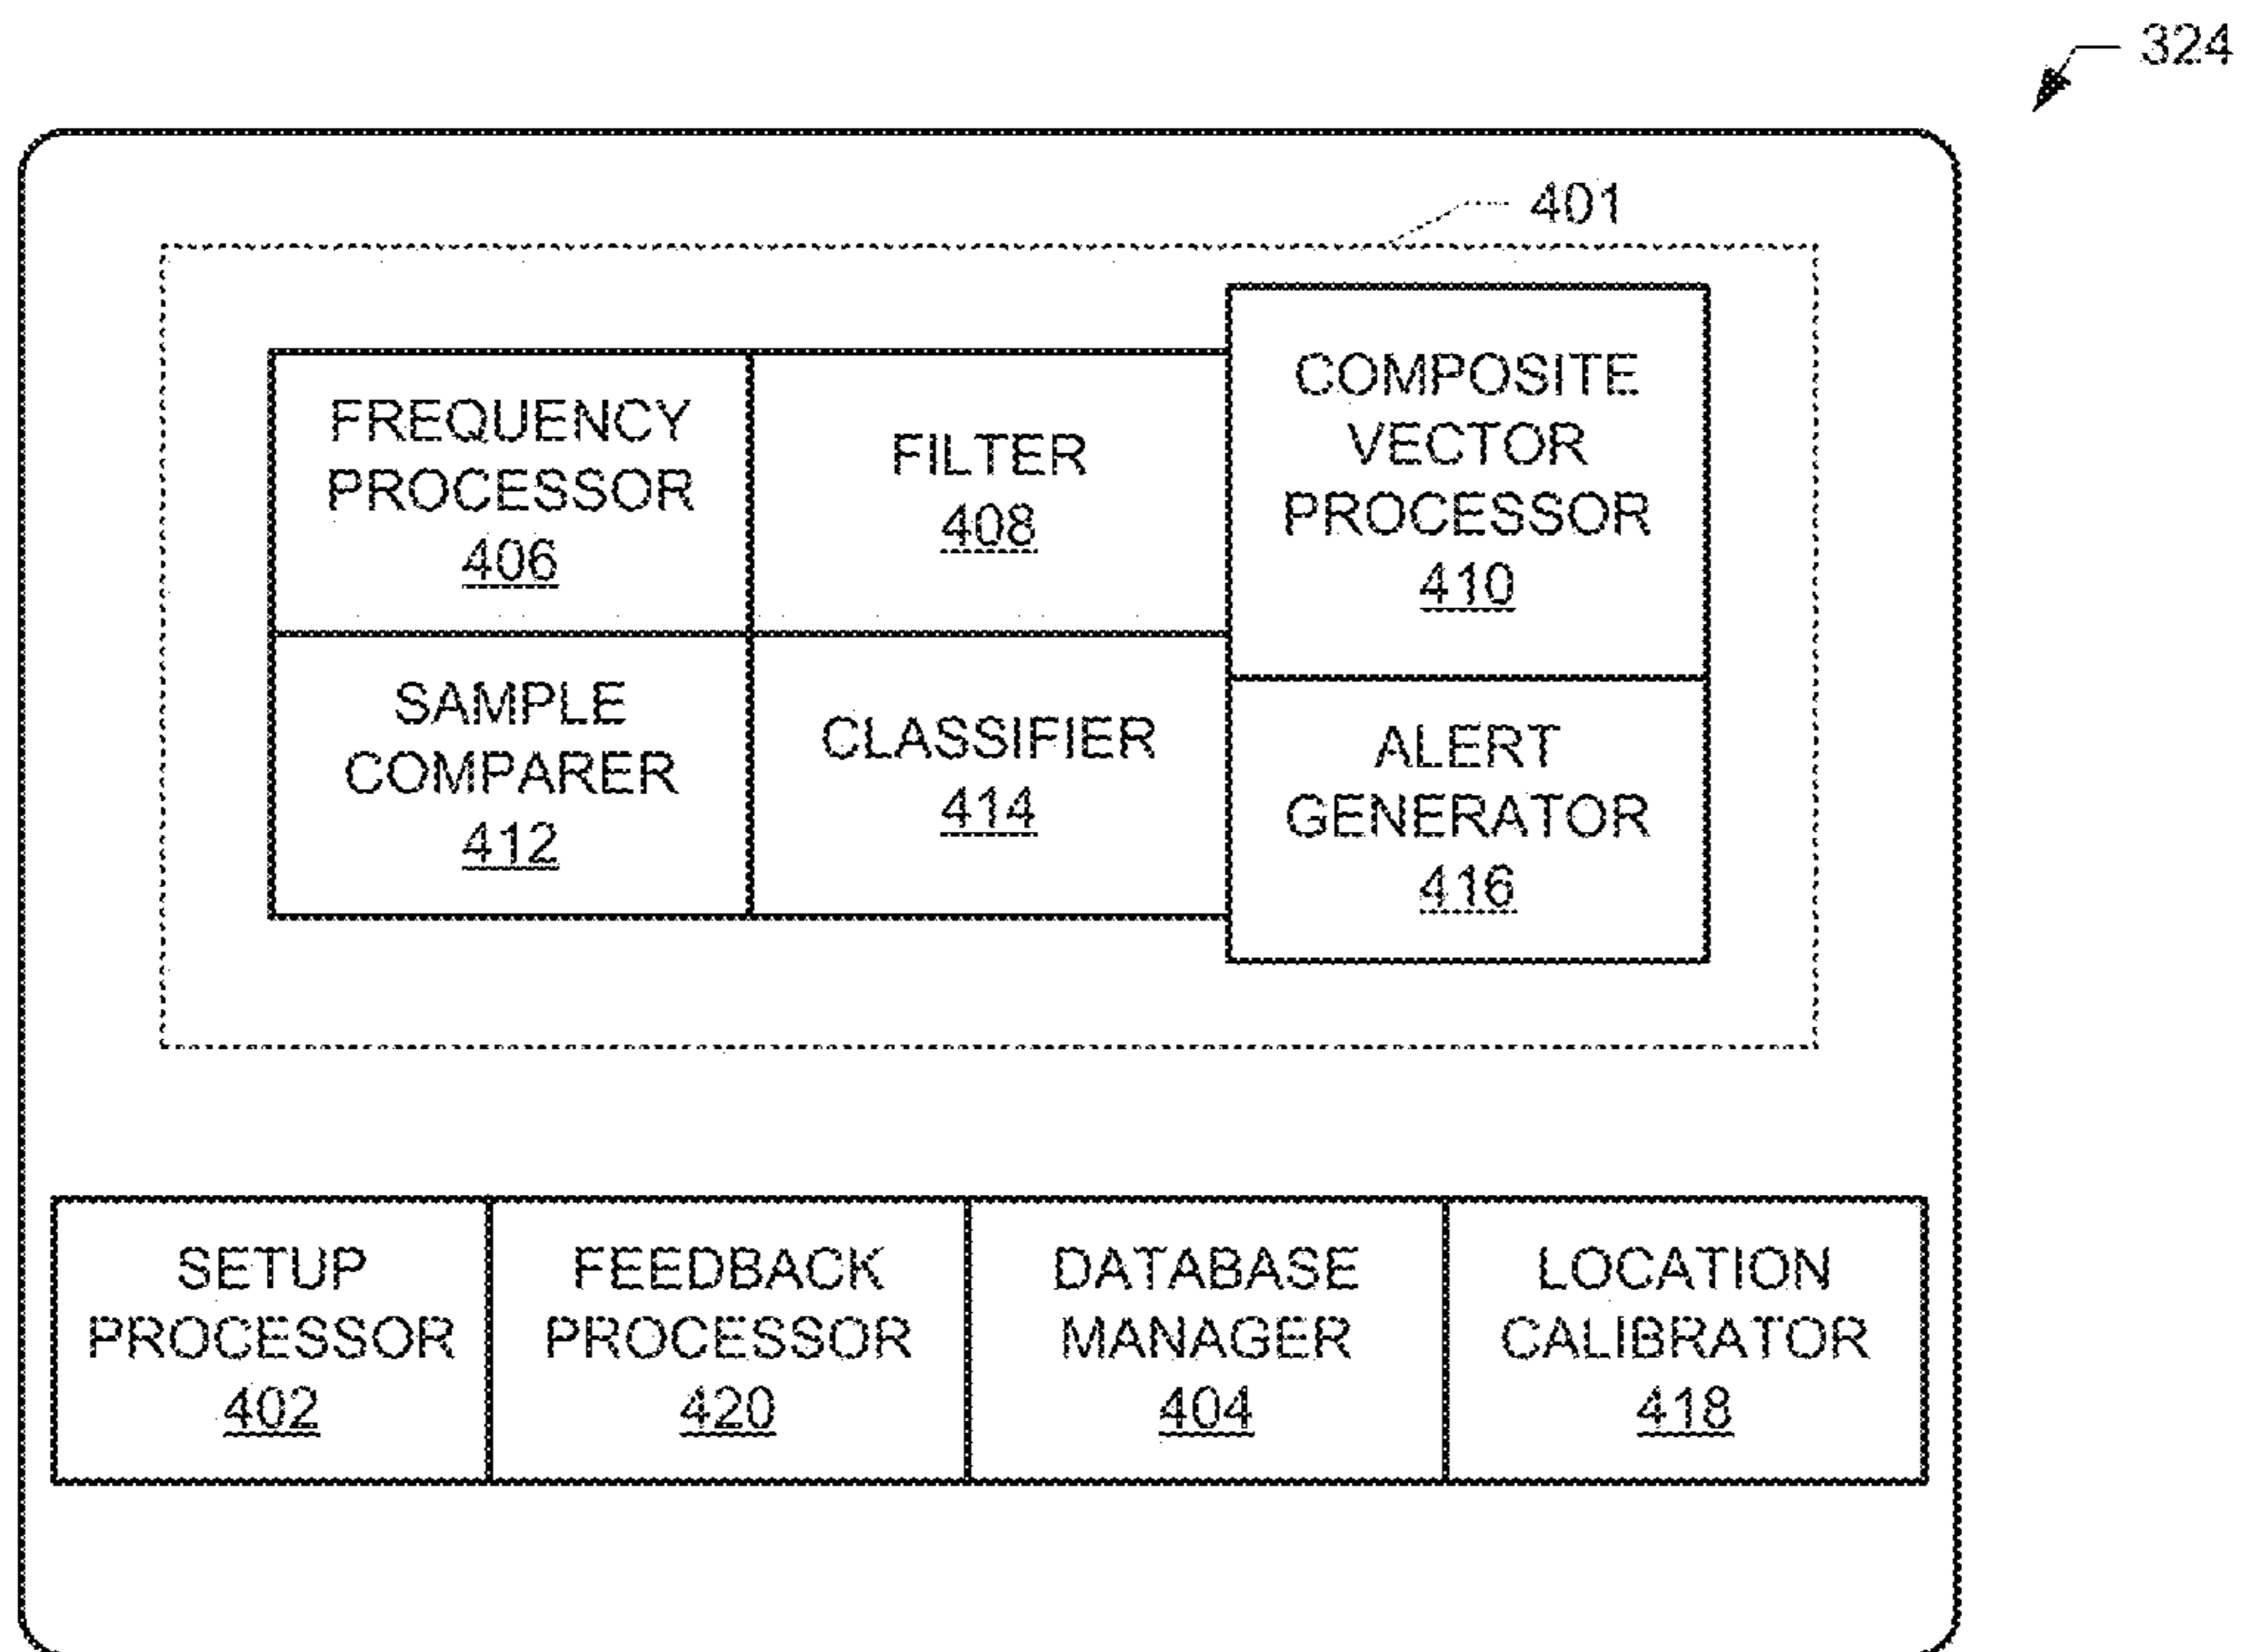 324
401
FREQUENCY
PROCESSOR
406
FILTER
408
COMPOSITE
VECTOR
PROCESSOR
410
SAMPLE
COMPARER
412
CLASSIFIER
414
ALERT
GENERATOR
416
SETUP
PROCESSOR
402
FEEDBACK
PROCESSOR
420
DATABASE
MANAGER
404
LOCATION
CALIBRATOR
418